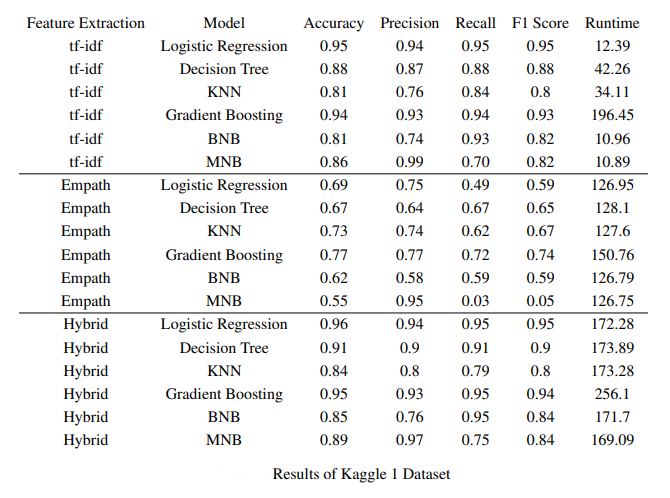 Feature Extraction Model Accuracy Precision Recall F1 Score Runtime
tf-idf Logistic Regression 0.95 0.94 0.95 0.95 12.39
tf-idf Decision Tree 0.88 0.87 0.88 0.88 42.26
tf-idf KNN 0.81 0.76 0.84 0.8 34.11
tf-idf Gradient Boosting 0.94 0.93 0.94 0.93 196.45
tf-idf BNB 0.81 0.74 0.93 0.82 10.96
tf-idf MNB 0.86 0.99 0.70 0.82 10.89
Empath Logistic Regression 0.69 0.75 0.49 0.59 126.95
Empath Decision Tree 0.67 0.64 0.67 0.65 128.1
Empath KNN 0.73 0.74 0.62 0.67 127.6
Empath Gradient Boosting 0.77 0.77 0.72 0.74 150.76
Empath BNB 0.62 0.58 0.59 0.59 126.79
Empath MNB 0.55 0.95 0.03 0.05 126.75
Hybrid Logistic Regression 0.96 0.94 0.95 0.95 172.28
Hybrid Decision Tree 0.91 0.9 0.91 0.9 173.89
Hybrid KNN 0.84 0.8 0.79 0.8 173.28
Hybrid Gradient Boosting 0.95 0.93 0.95 0.94 256.1
Hybrid BNB 0.85 0.76 0.95 0.84 171.7
Hybrid MNB 0.89 0.97 0.75 0.84 169.09
Results of Kaggle 1 Dataset